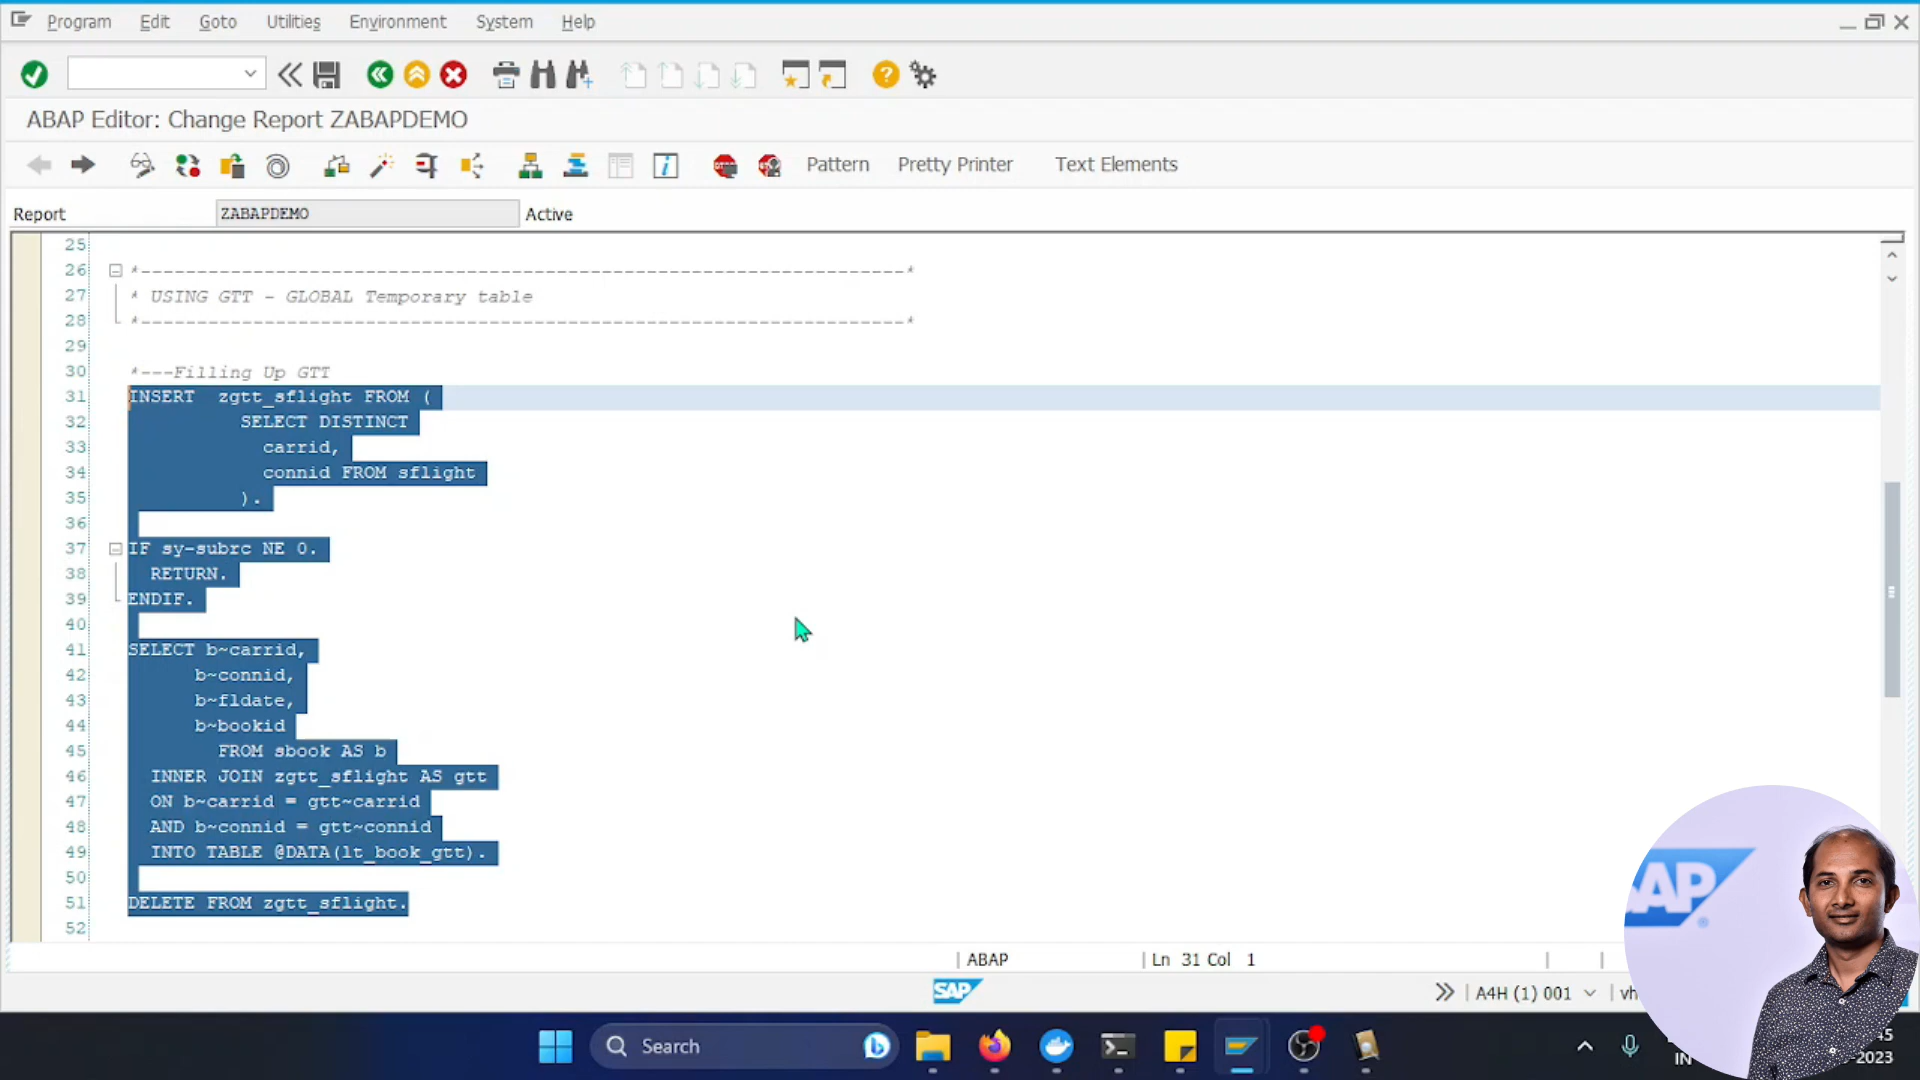 Program Edit Goto Utilities Environment System Help
ABAP Editor: Change Report ZABAPDEMO
Pattern Pretty Printer Text Elements
Report ZABAPDEMO Active
25
26 *--------------------------------------------------------------------*
27 * USING GTT - GLOBAL Temporary table
28 *--------------------------------------------------------------------*
29
30 *---Filling Up GTT
31 INSERT zgtt_sflight FROM (
32 SELECT DISTINCT
33 carrid,
34 connid FROM sflight
35 ).
36
37 IF sy-subrc NE 0.
38 RETURN.
39 ENDIF.
40
41 SELECT b~carrid,
42 b~connid,
43 b~fldate,
44 b~bookid
45 FROM sbook AS b
46 INNER JOIN zgtt_sflight AS gtt
47 ON b~carrid = gtt~carrid
48 AND b~connid = gtt~connid
49 INTO TABLE @DATA(lt_book_gtt).
50
51 DELETE FROM zgtt_sflight.
52
ABAP Ln 31 Col 1
SAP A4H (1) 001 vh
SAP
Search
45
IN -2023